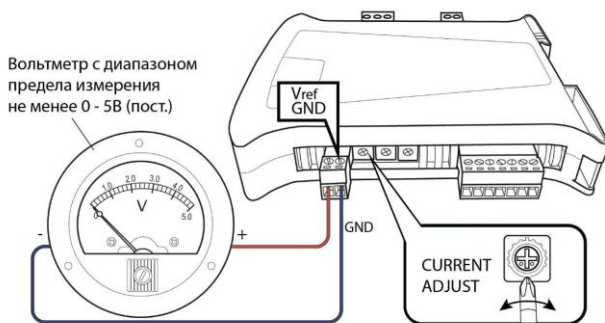 Вольтметр с диапазоном
предела измерения
не менее 0 - 5В (пост.)
Vref
GND
0
1.0
2.0
3.0
4.0
5.0
V
-
+
GND
CURRENT
ADJUST